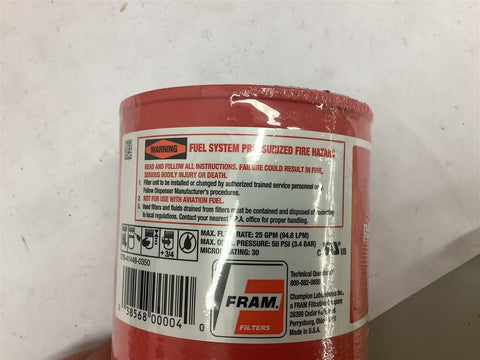 WARNING
FUEL SYSTEM PRESSURIZED FIRE HAZARD
READ AND FOLLOW ALL INSTRUCTIONS. FAILURE COULD RESULT IN FIRE,
SERIOUS BODILY INJURY OR DEATH.
1. Filter unit to be installed or changed by authorized trained service personnel or
Follow Dispenser Manufacturer's procedures.
2. NOT FOR USE WITH AVIATION FUEL.
3. Used filters and fluids drained from filters must be contained and disposed of according
to local regulations. Contact your nearest E.P.A. office for proper handling.
MAX. FLOW RATE: 25 GPM (94.6 LPM)
MAX. OPER. PRESSURE: 50 PSI (3.4 BAR)
MICRON RATING: 30
+3/4
C US
Technical Questions?
800-882-0890
Champion Laboratories Inc.
a FRAM Filtration Company
Perrysburg, Ohio
Made in U.S.A.
FRAM
FILTERS
58568 00004 0